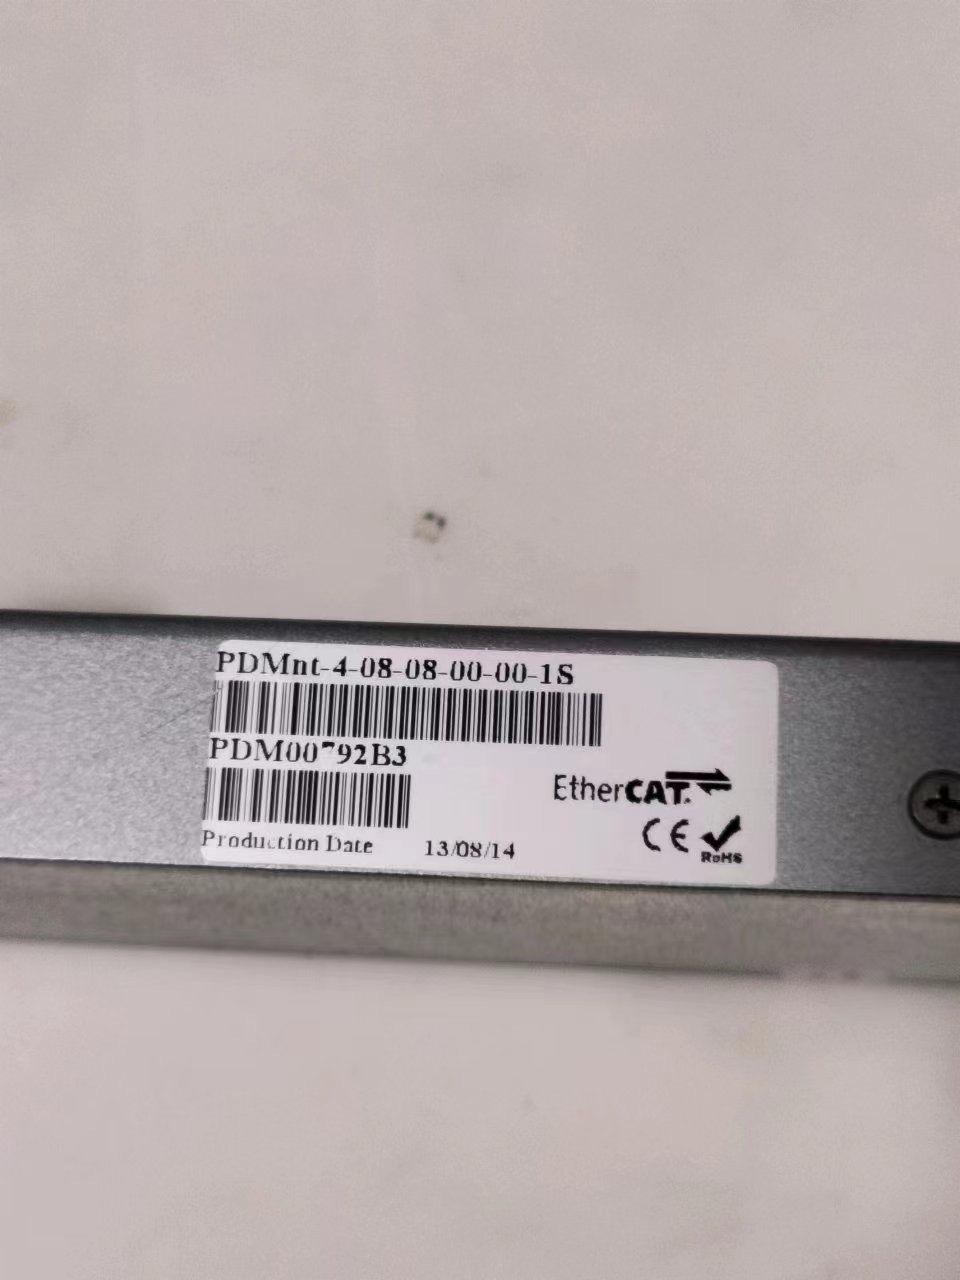 PDMnt-4-08-08-00-00-1S
PDM00792B3
EtherCAT.
CE
RoHS
Production Date 13/08/14